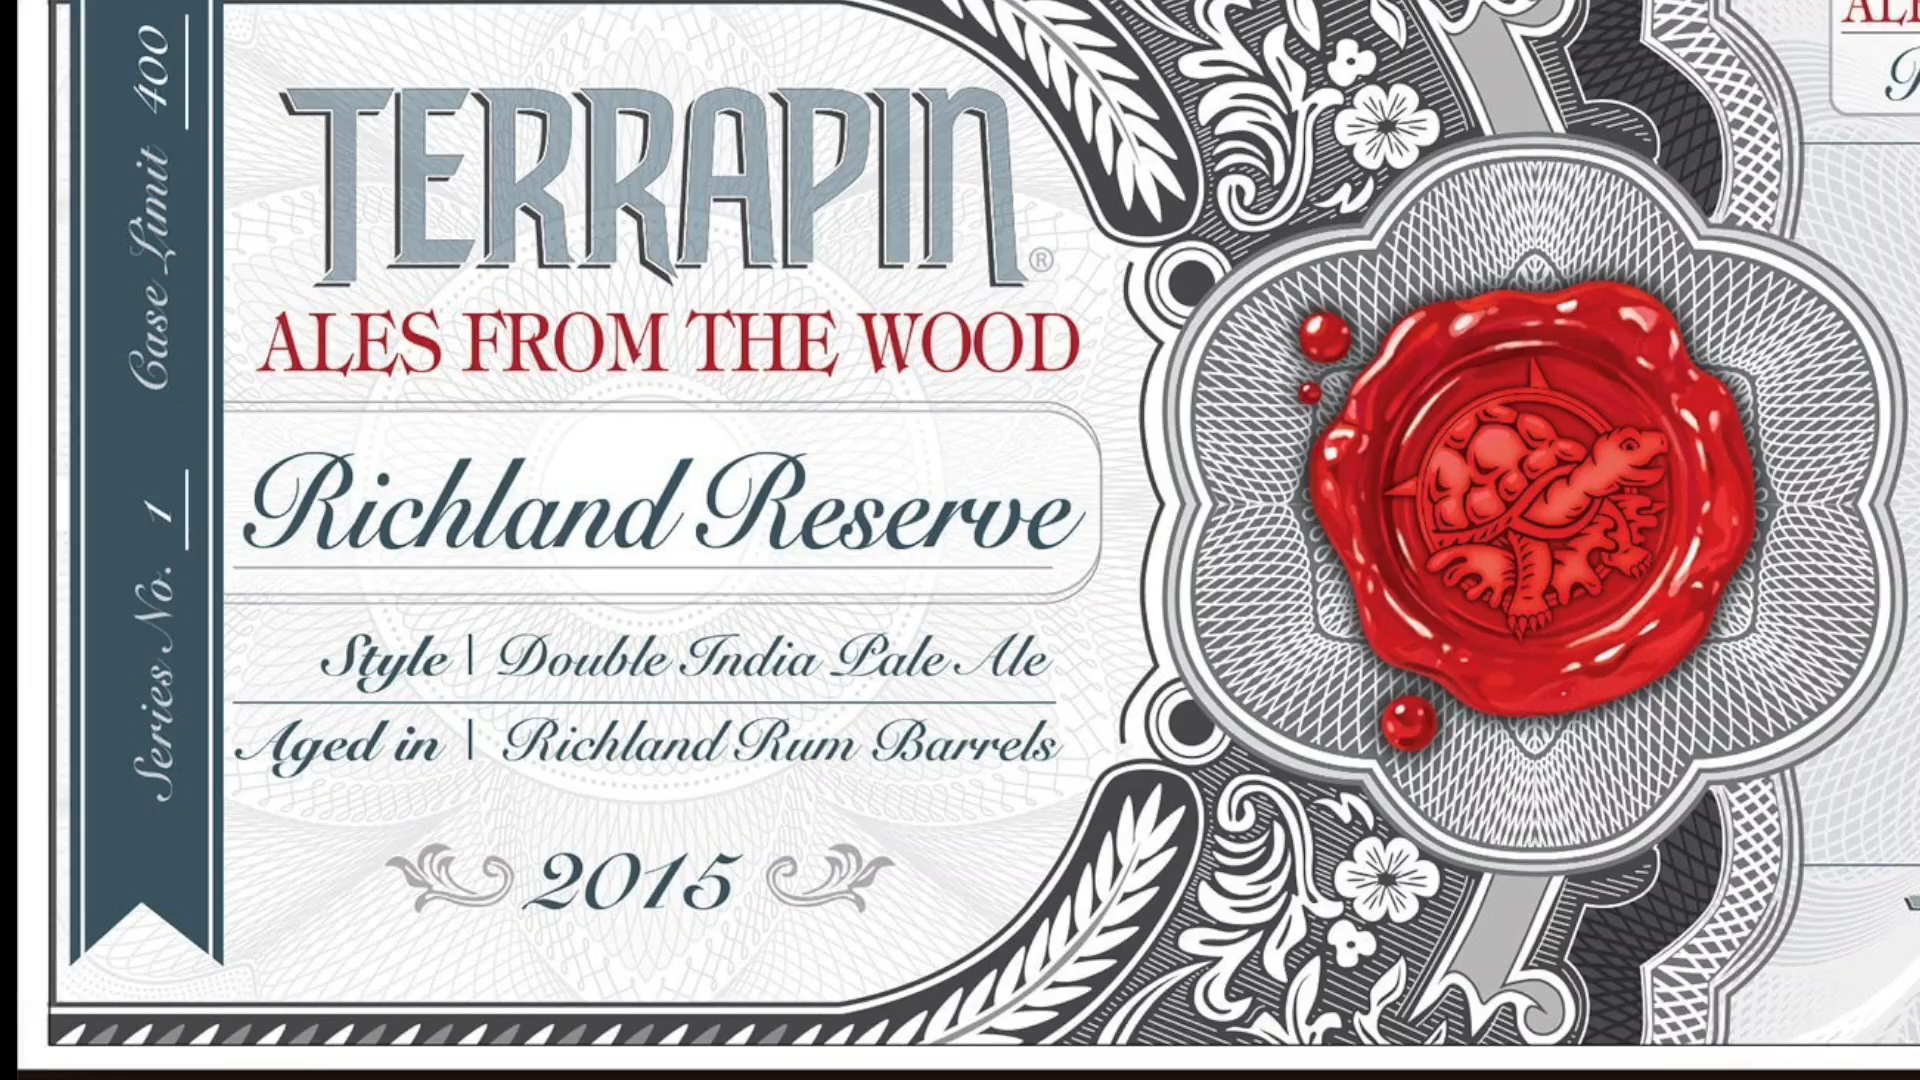 Series No. 1 Case Limit 400
TERRAPIN®
ALES FROM THE WOOD
Richland Reserve
Style | Double India Pale Ale
Aged in | Richland Rum Barrels
2015